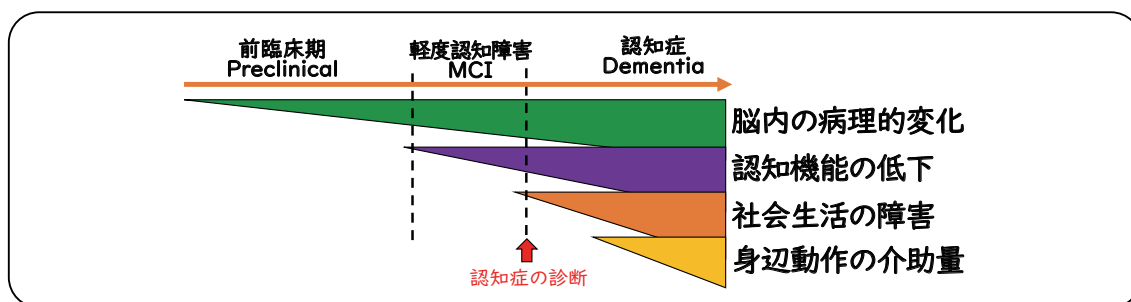 前臨床期
Preclinical
軽度認知障害
MCI
認知症
Dementia
脳内の病理的変化
認知機能の低下
社会生活の障害
身辺動作の介助量
認知症の診断